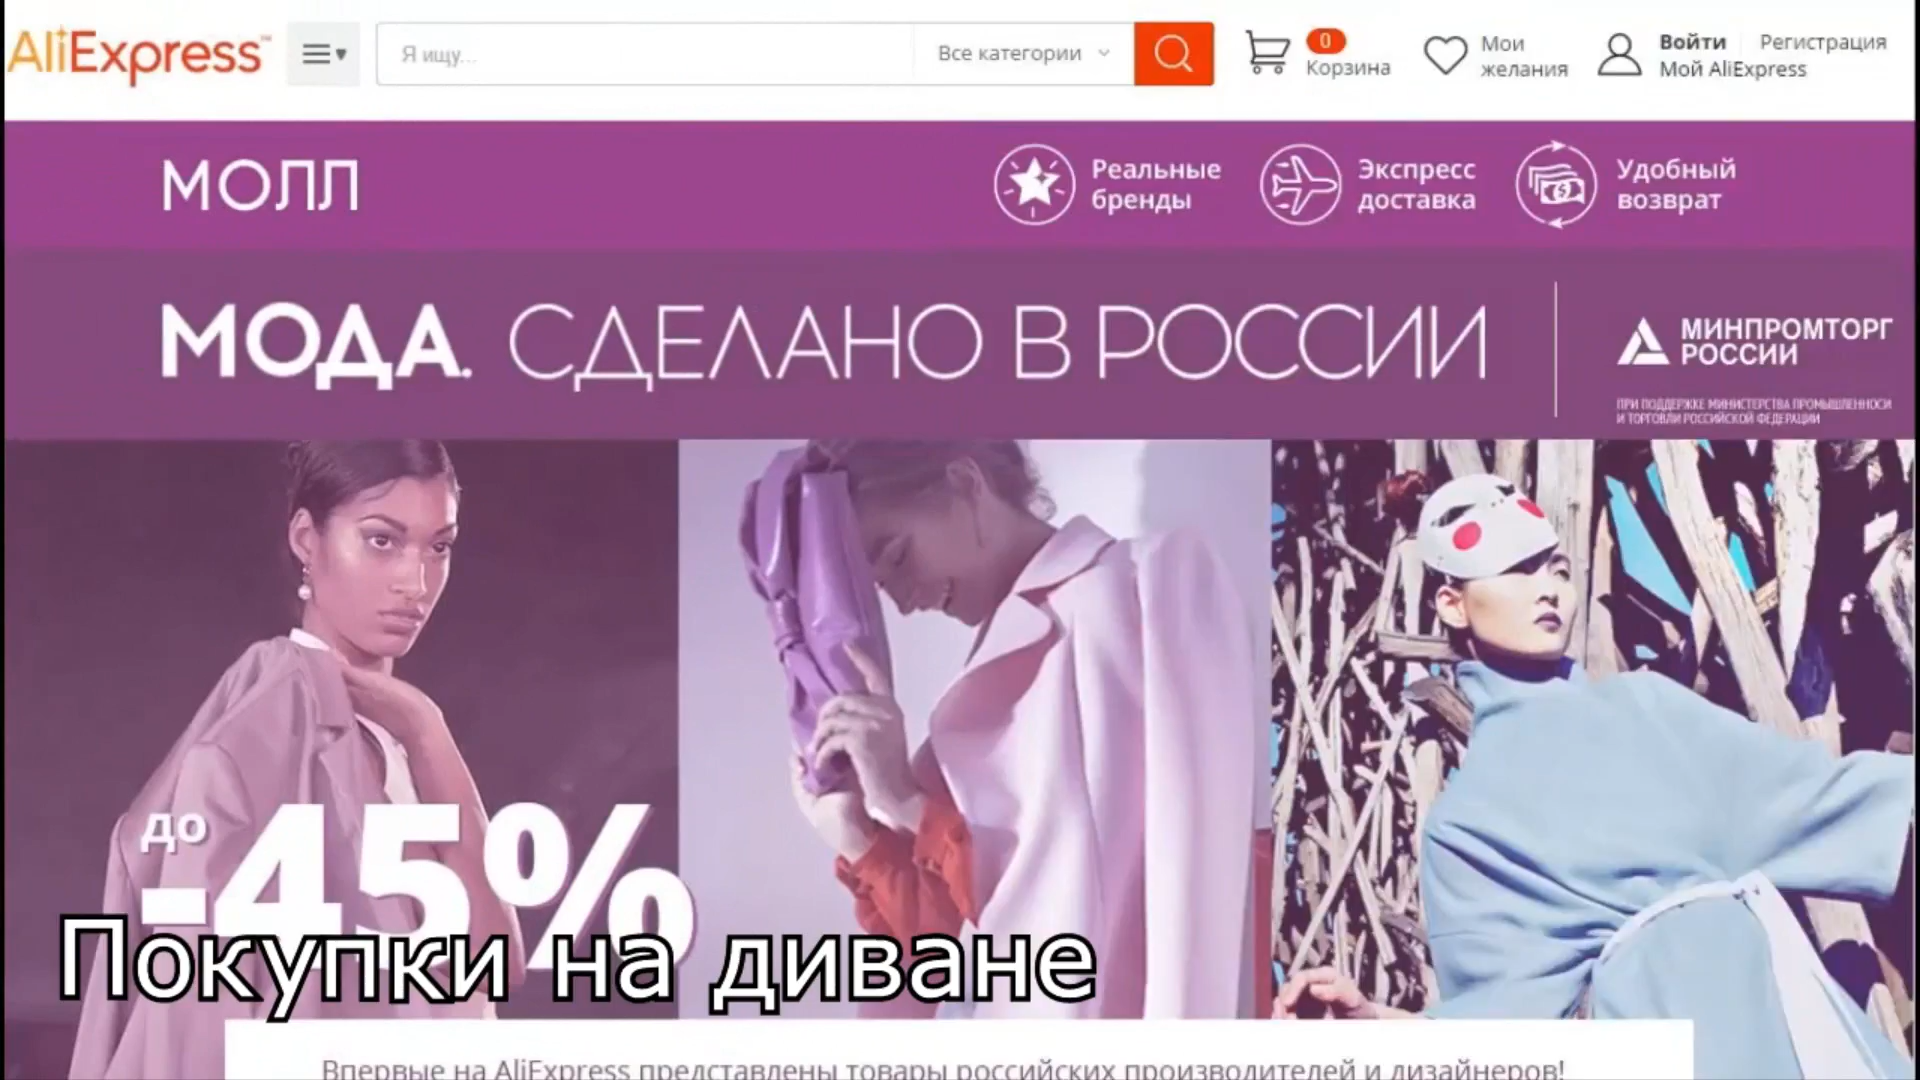 AliExpress™
Я ищу...
Все категории
0
Корзина
Мои
желания
Войти
Регистрация
Мой AliExpress
МОЛЛ
Реальные
бренды
Экспресс
доставка
Удобный
возврат
МОДА. СДЕЛАНО В РОССИИ
МИНПРОМТОРГ
РОССИИ
ПРИ ПОДДЕРЖКЕ МИНИСТЕРСТВА ПРОМЫШЛЕННОСИ
И ТОРГОВЛИ РОССИЙСКОЙ ФЕДЕРАЦИИ
до
-45%
Покупки на диване
Впервые на AliExpress представлены товары российских производителей и дизайнеров!